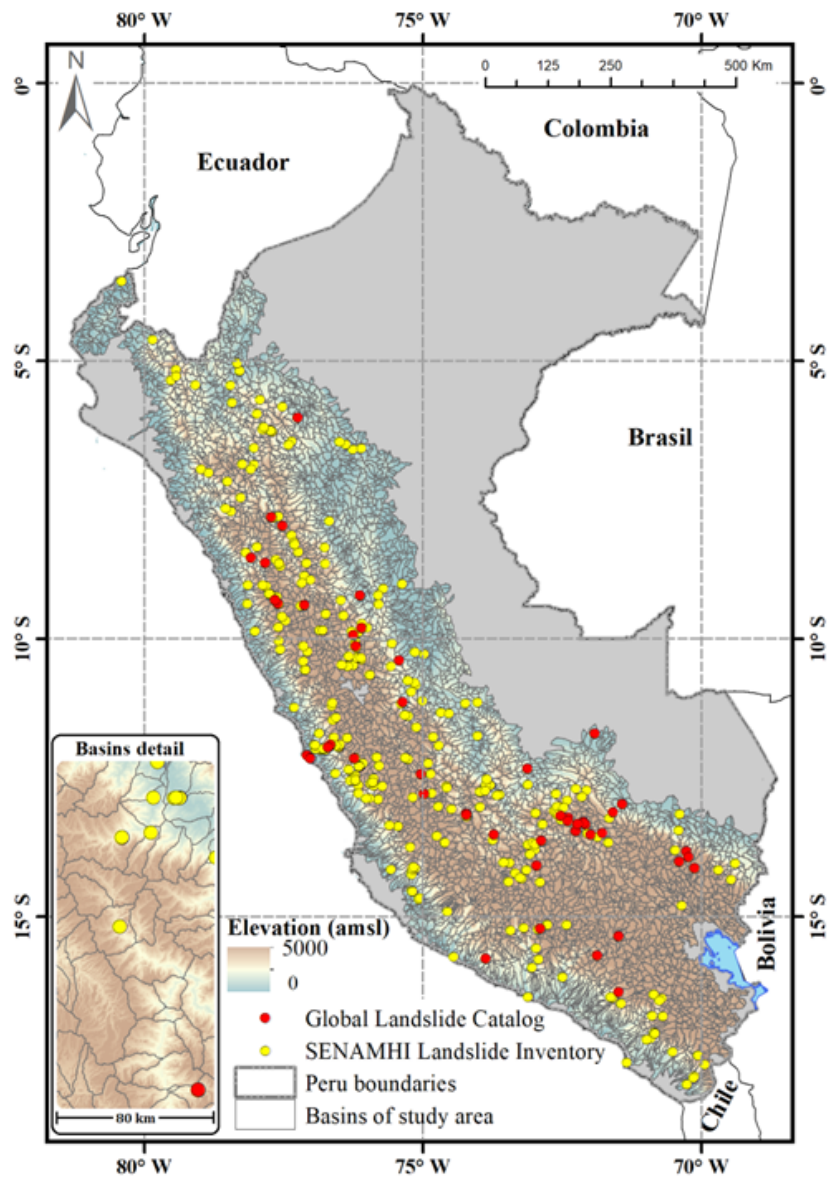 80° W 75° W 70° W
N
0 125 250 500 Km
0° 0°
Colombia
Ecuador
5° S 5° S
Brasil
10° S 10° S
Basins detail
80 km
15° S 15° S
Bolivia
Elevation (amsl)
5000
0
Global Landslide Catalog
SENAMHI Landslide Inventory
Peru boundaries
Basins of study area
Chile
80° W 75° W 70° W